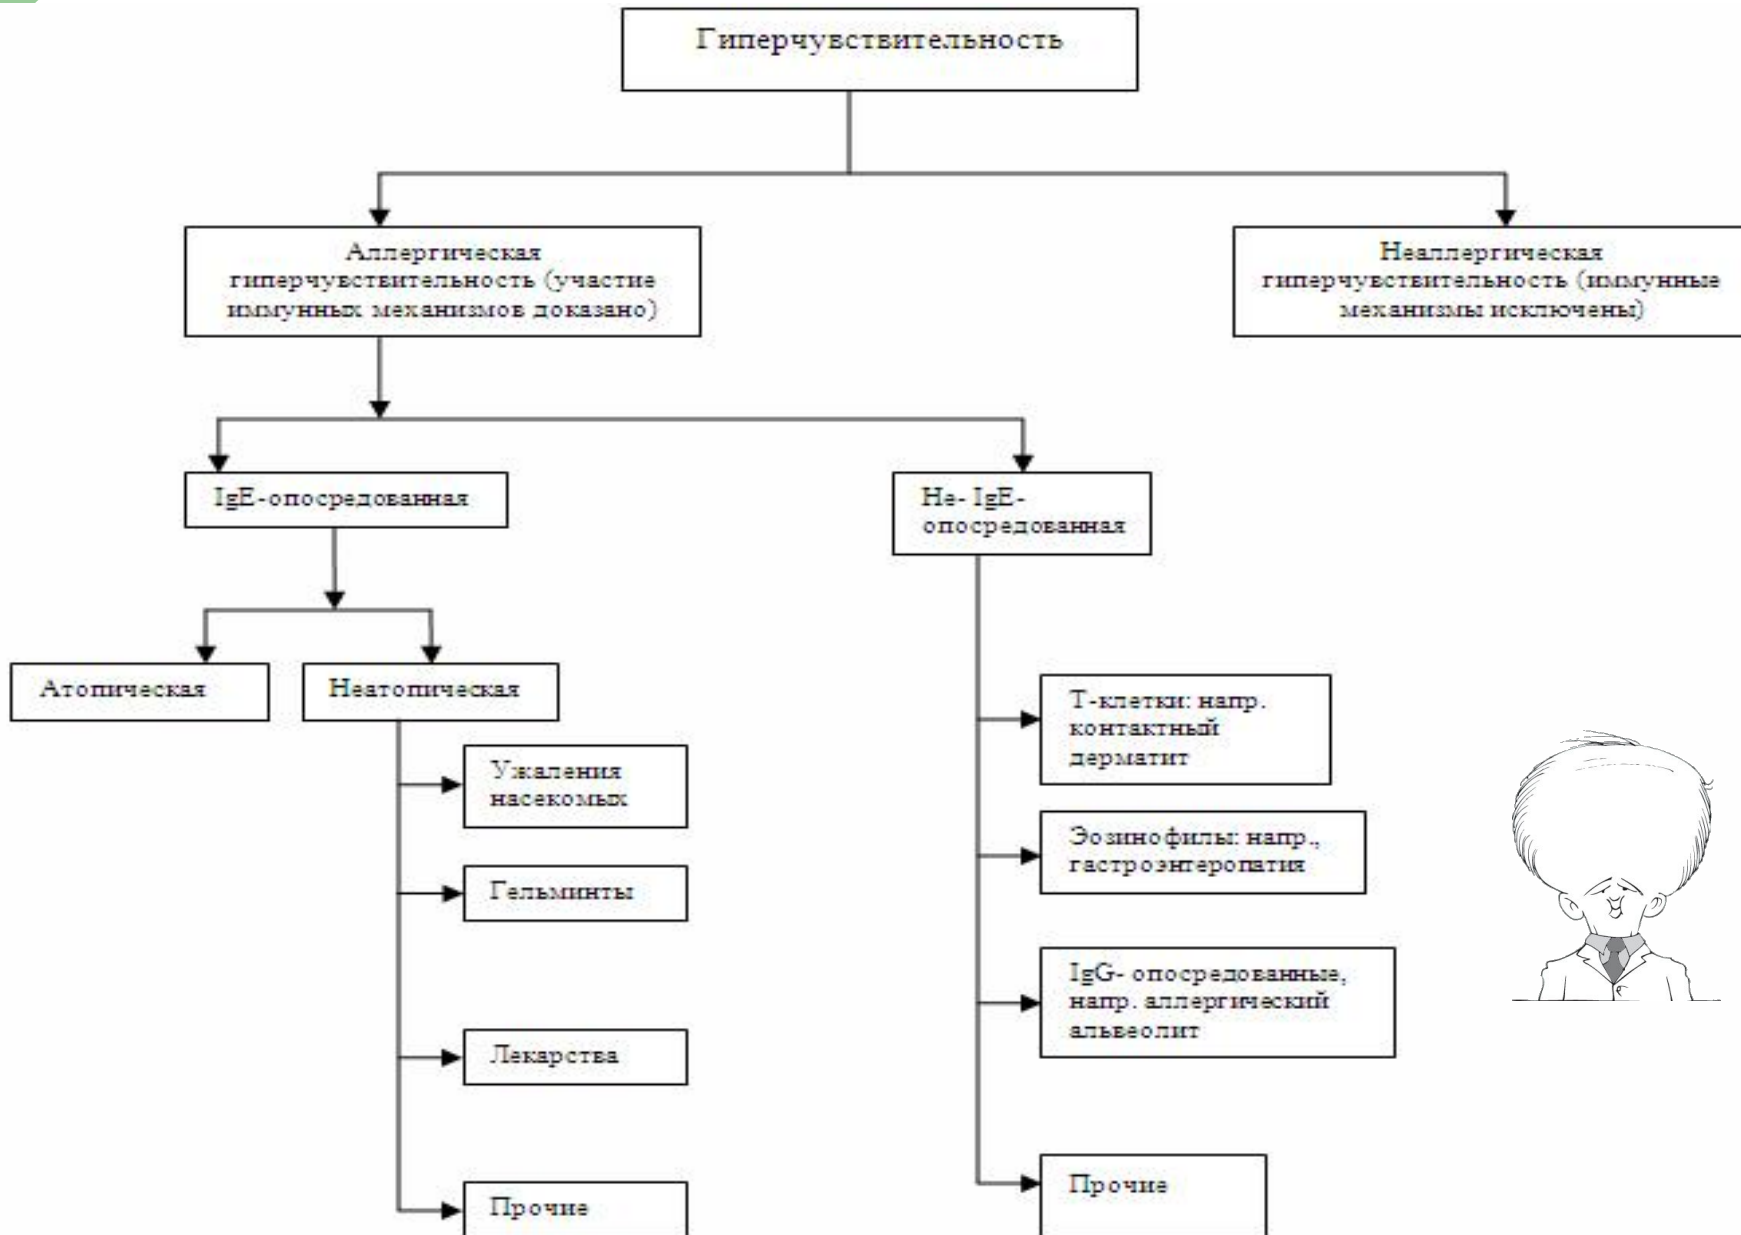 Гиперчувствительность
Аллергическая
гиперчувствительность (участие
иммунных механизмов доказано)
Неаллергическая
гиперчувствительность (иммунные
механизмы исключены)
IgE-опосредованная
Не- IgE-
опосредованная
Атопическая
Неатопическая
Ужаления
насекомых
Гельминты
Лекарства
Прочие
Т-клетки: напр.
контактный
дерматит
Эозинофилы: напр.,
гастроэнтеропатия
IgG- опосредованные,
напр. аллергический
альвеолит
Прочие